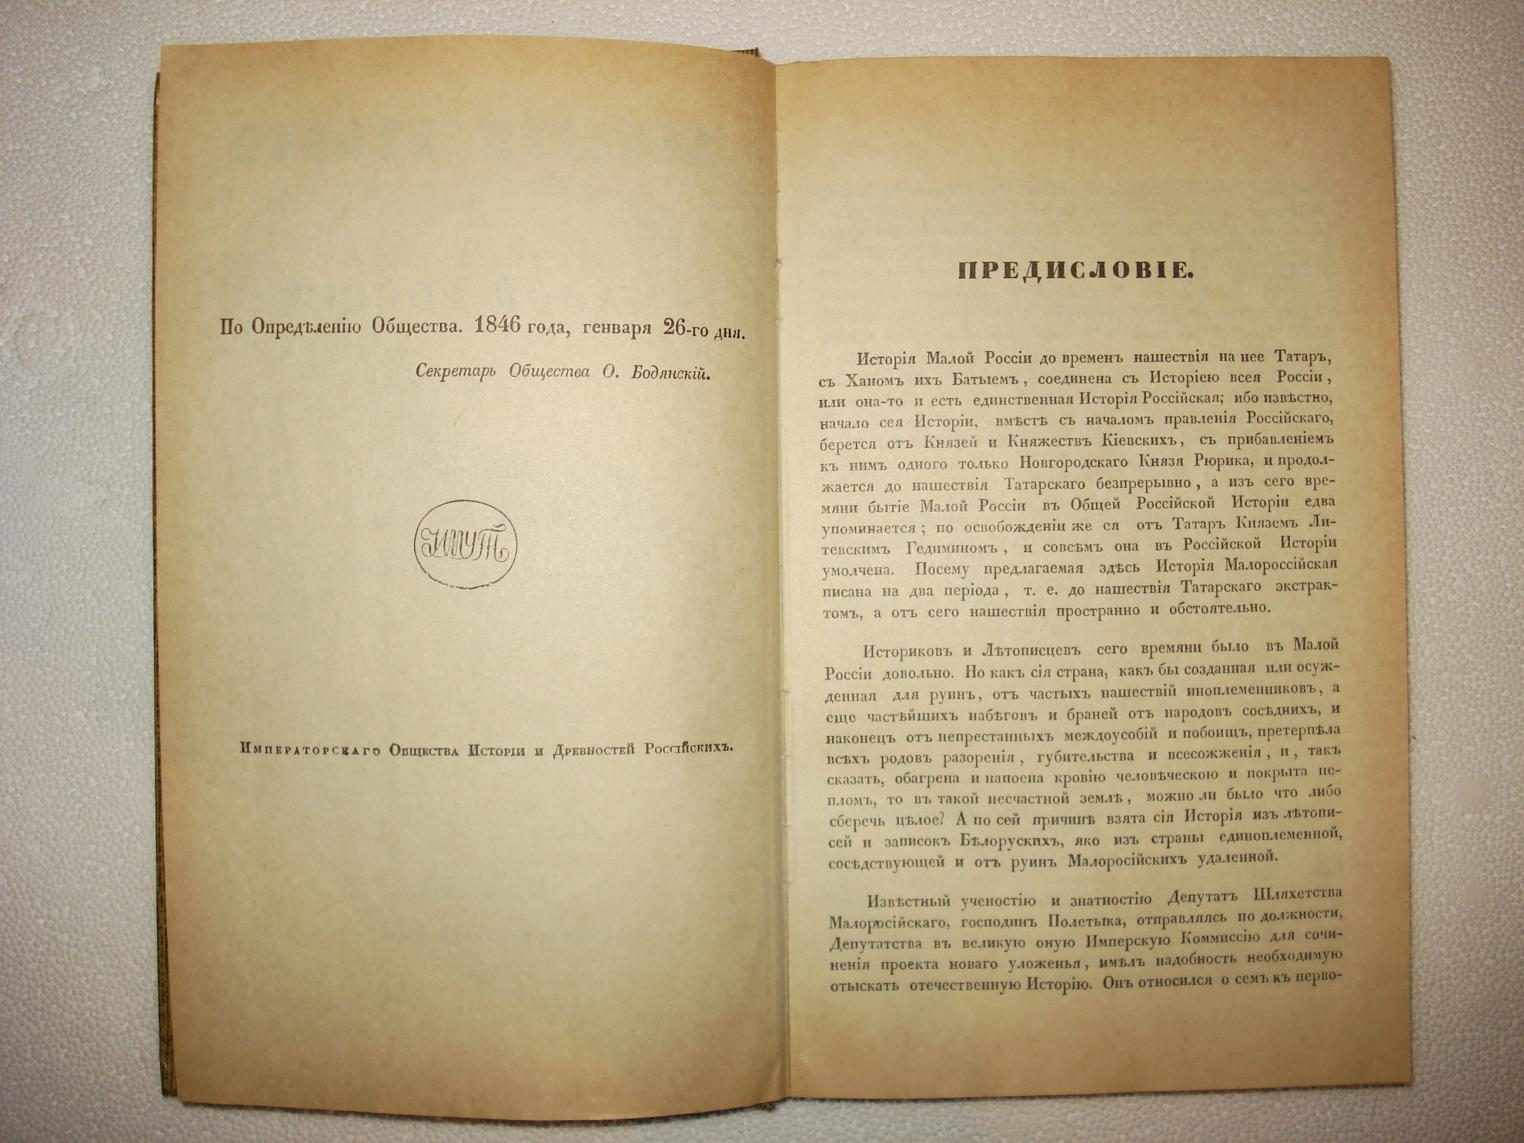 По Опредѣленію Общества. 1846 года, генваря 26-го дня.
Секретарь Общества О. Бодянскій.
Императорскаго Общества Исторіи и Древностей Россійскихъ.
ПРЕДИСЛОВІЕ.
Исторія Малой Россіи до временъ нашествія на нее Татаръ,
съ Ханомъ ихъ Батыемъ, соединена съ Исторіею всея Россіи,
или она-то и есть единственная Исторія Россійская; ибо извѣстно,
начало сея Исторіи, вмѣстѣ съ началомъ правленія Россійскаго,
берется отъ Князей и Княжествъ Кіевскихъ, съ прибавленіемъ
къ нимъ одного только Новгородскаго Князя Рюрика, и продол-
жается до нашествія Татарскаго безпрерывно, а изъ сего вре-
мяни бытіе Малой Россіи въ Общей Россійской Исторіи едва
упоминается; по освобожденіи же ея отъ Татаръ Княземъ Ли-
тевскимъ Гедиминомъ, и совсѣмъ она въ Россійской Исторіи
умолчена. Посему предлагаемая здѣсь Исторія Малороссійская
писана на два періода, т. е. до нашествія Татарскаго экстрак-
томъ, а отъ сего нашествія пространно и обстоятельно.
Историковъ и Лѣтописцевъ сего времяни было въ Малой
Россіи довольно. Но какъ сія страна, какъ бы созданная или осуж-
денная для руинъ, отъ частыхъ нашествій иноплеменниковъ, а
еще частѣйшихъ набѣговъ и браней отъ народовъ сосѣднихъ, и
наконецъ отъ непрестанныхъ междоусобій и побоищъ, претерпѣла
всѣхъ родовъ разоренія, губительства и всесожженія, и, такъ
сказать, обагрена и напоена кровію человѣческою и покрыта пе-
пломъ, то въ такой несчастной землѣ, можно ли было что либо
сберечь цѣлое? А по сей причинѣ взята сія Исторія изъ лѣтопи-
сей и записокъ Бѣлорускихъ, яко изъ страны единоплеменной,
сосѣдствующей и отъ руинъ Малоросійскихъ удаленной.
Извѣстный ученостію и знатностію Депутатъ Шляхетства
Малоросійскаго, господинъ Полетыка, отправляясь по должности,
Депутатства въ великую оную Имперскую Коммиссію для сочи-
ненія проекта новаго уложенья, имѣлъ надобность необходимую
отыскать отечественную Исторію. Онъ относился о семъ къ перво-